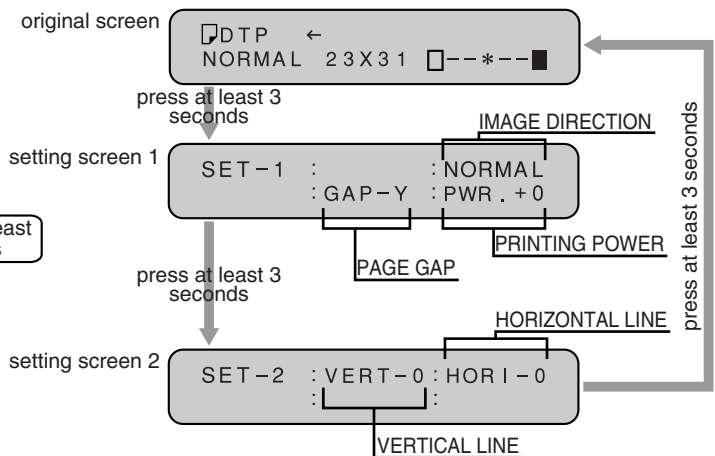 original screen
DTP ←
NORMAL 23X31 □--*--■
press at least 3
seconds
IMAGE DIRECTION
setting screen 1
SET-1 : :NORMAL
:GAP-Y :PWR.+0
PRINTING POWER
PAGE GAP
press at least 3
seconds
press at least 3 seconds
HORIZONTAL LINE
setting screen 2
SET-2 :VERT-0:HORI-0
: :
VERTICAL LINE